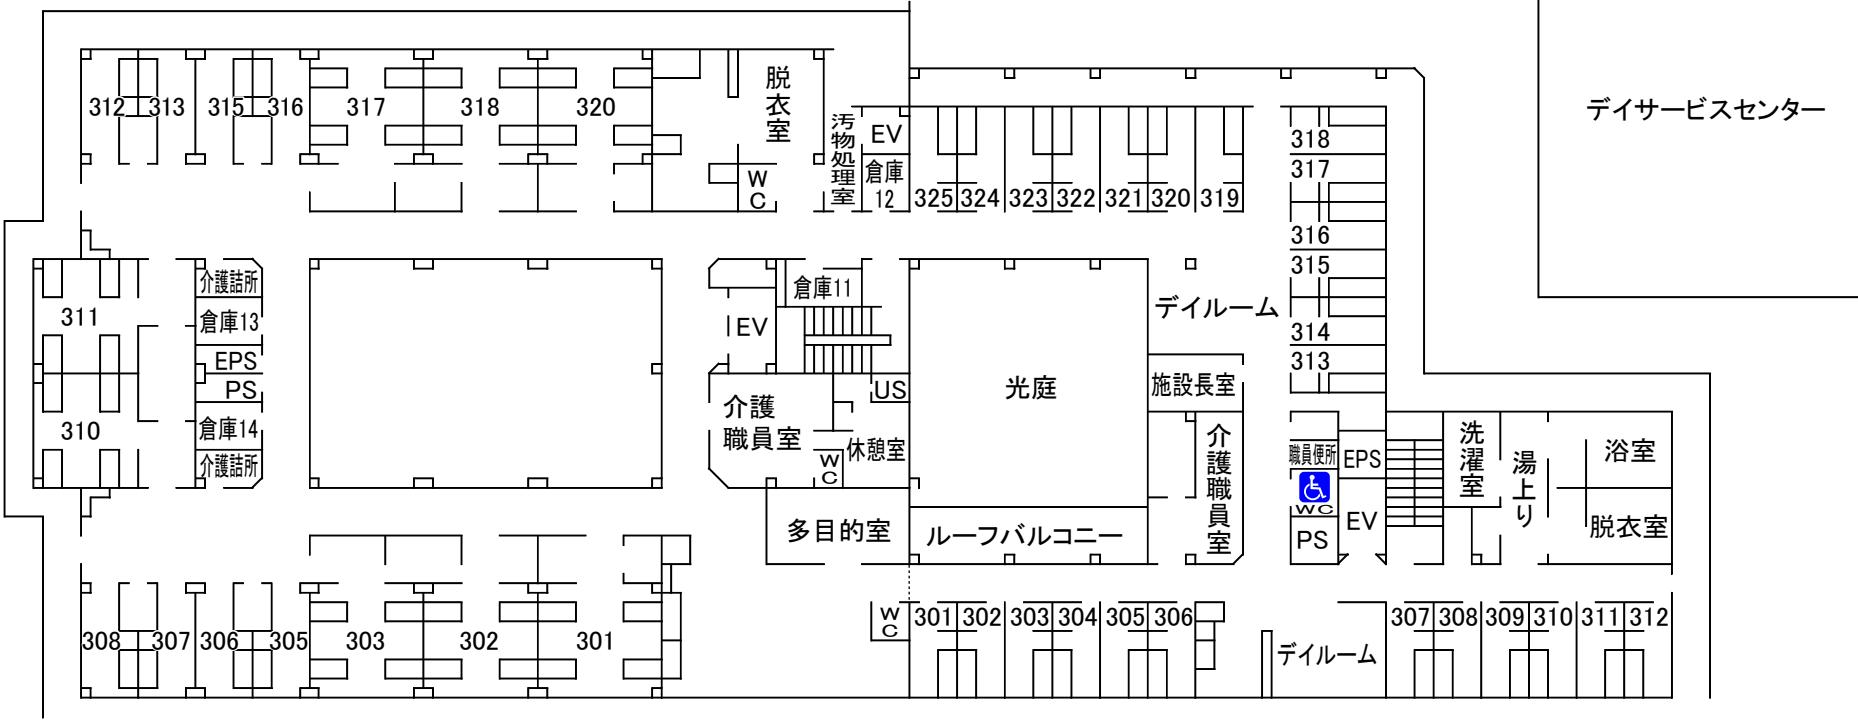 312
313
315
316
317
318
320
脱衣室
WC
汚物処理室
EV
倉庫
12
325
324
323
322
321
320
319
318
317
316
315
314
313
デイサービスセンター
311
310
介護詰所
倉庫13
EPS
PS
倉庫14
介護詰所
倉庫11
EV
US
介護
職員室
休憩室
WC
多目的室
光庭
ルーフバルコニー
デイルーム
施設長室
介護職員室
職員便所
WC
PS
EPS
EV
洗濯室
湯上り
浴室
脱衣室
308
307
306
305
303
302
301
WC
301
302
303
304
305
306
デイルーム
307
308
309
310
311
312